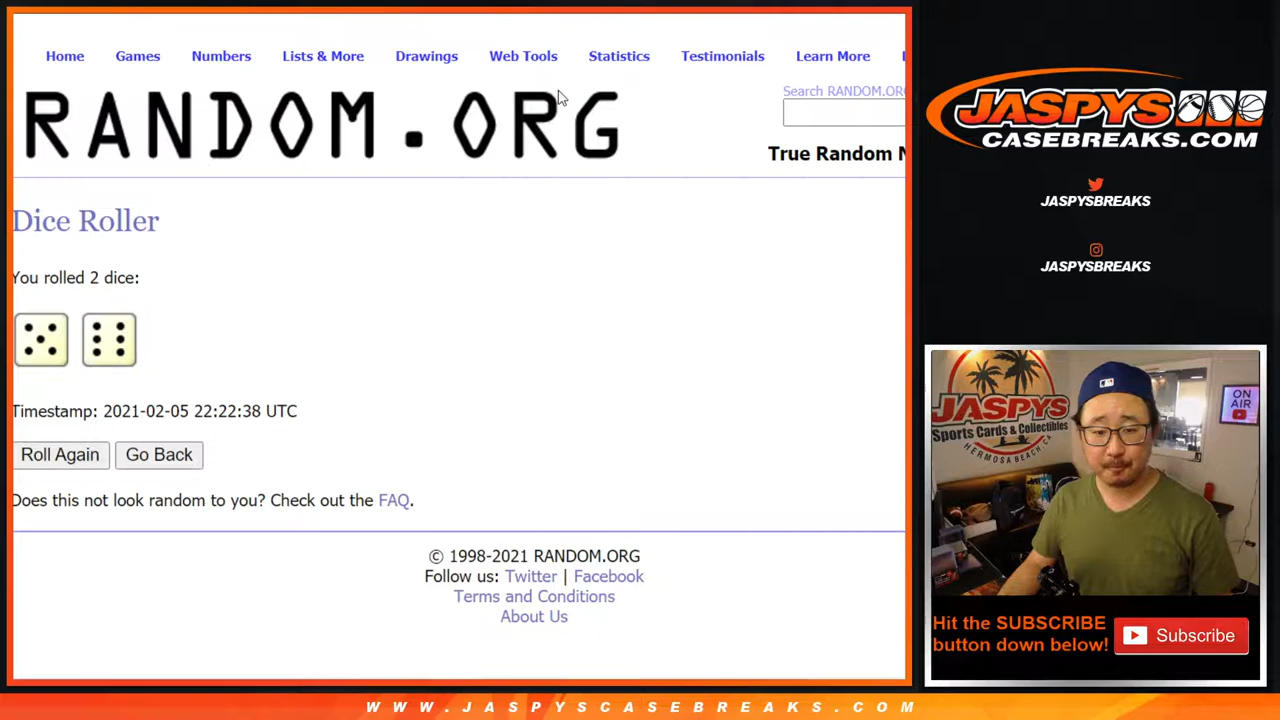 Home Games Numbers Lists & More Drawings Web Tools Statistics Testimonials Learn More
RANDOM.ORG
Search RANDOM.ORG
True Random N
Dice Roller
You rolled 2 dice:
Timestamp: 2021-02-05 22:22:38 UTC
Roll Again Go Back
Does this not look random to you? Check out the FAQ.
© 1998-2021 RANDOM.ORG
Follow us: Twitter | Facebook
Terms and Conditions
About Us
JASPYS
CASEBREAKS.COM
JASPYSBREAKS
JASPYSBREAKS
JASPYS
Sports Cards & Collectibles
HERMOSA BEACH, CA
ON AIR
Hit the SUBSCRIBE
button down below!
Subscribe
WWW.JASPYSCASEBREAKS.COM